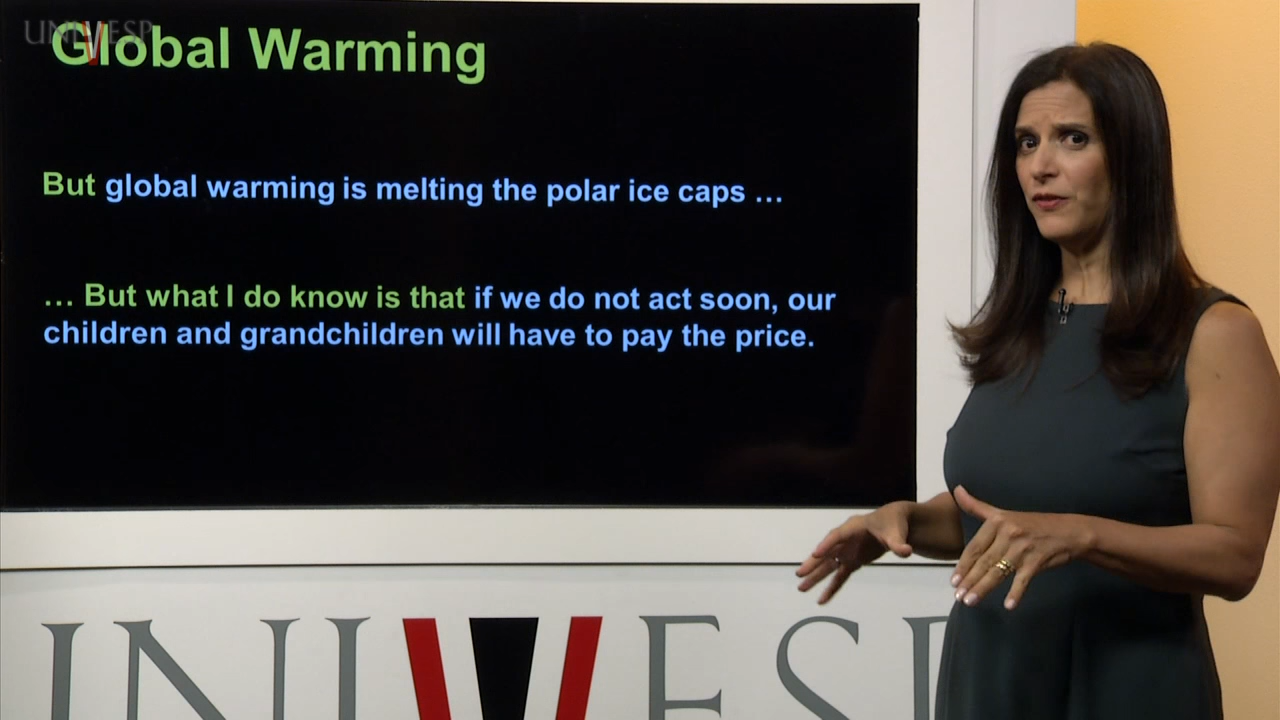 UNIVESP
Global Warming
But global warming is melting the polar ice caps …
… But what I do know is that if we do not act soon, our
children and grandchildren will have to pay the price.
UNIVESP